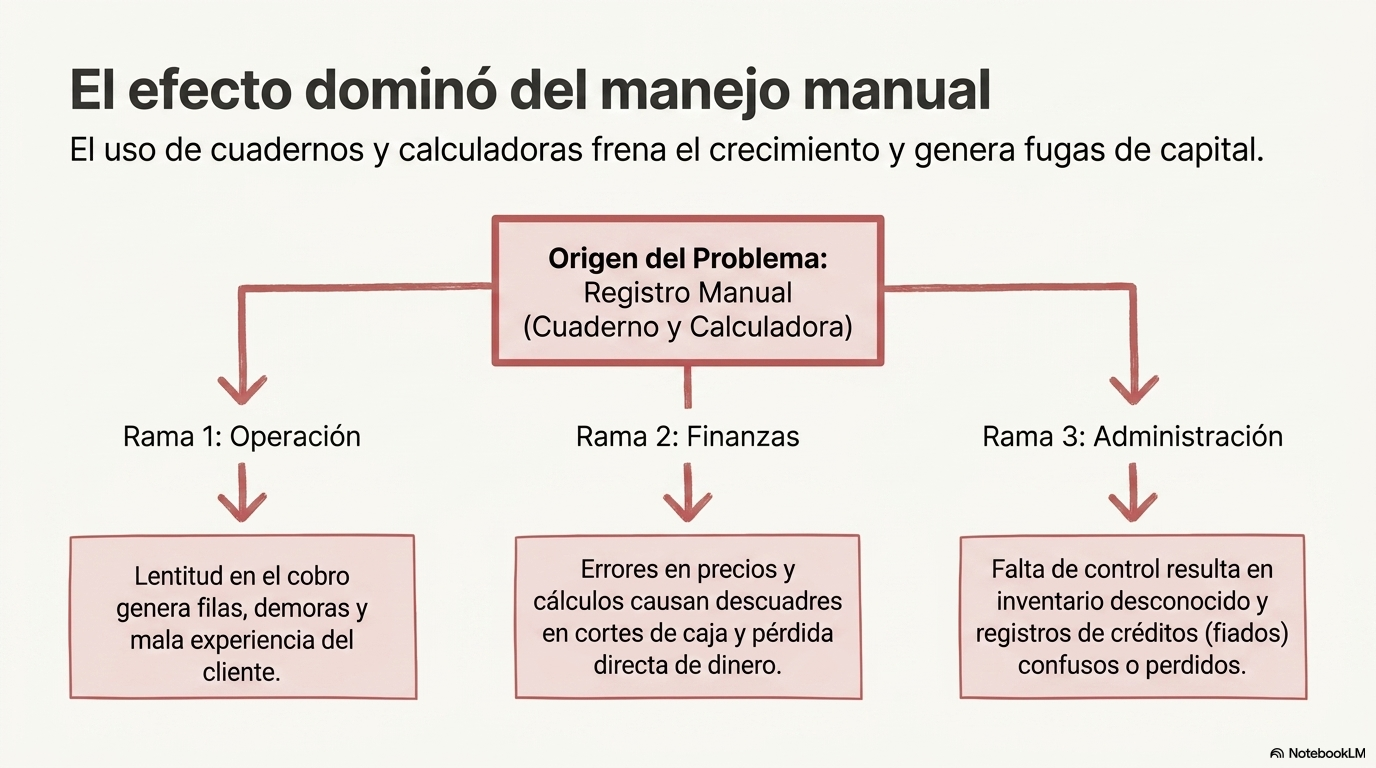 El efecto dominó del manejo manual
El uso de cuadernos y calculadoras frena el crecimiento y genera fugas de capital.
Origen del Problema:
Registro Manual
(Cuaderno y Calculadora)
Rama 1: Operación
Rama 2: Finanzas
Rama 3: Administración
Lentitud en el cobro
genera filas, demoras y
mala experiencia del
cliente.
Errores en precios y
cálculos causan descuadres
en cortes de caja y pérdida
directa de dinero.
Falta de control resulta en
inventario desconocido y
registros de créditos (fiados)
confusos o perdidos.
NotebookLM